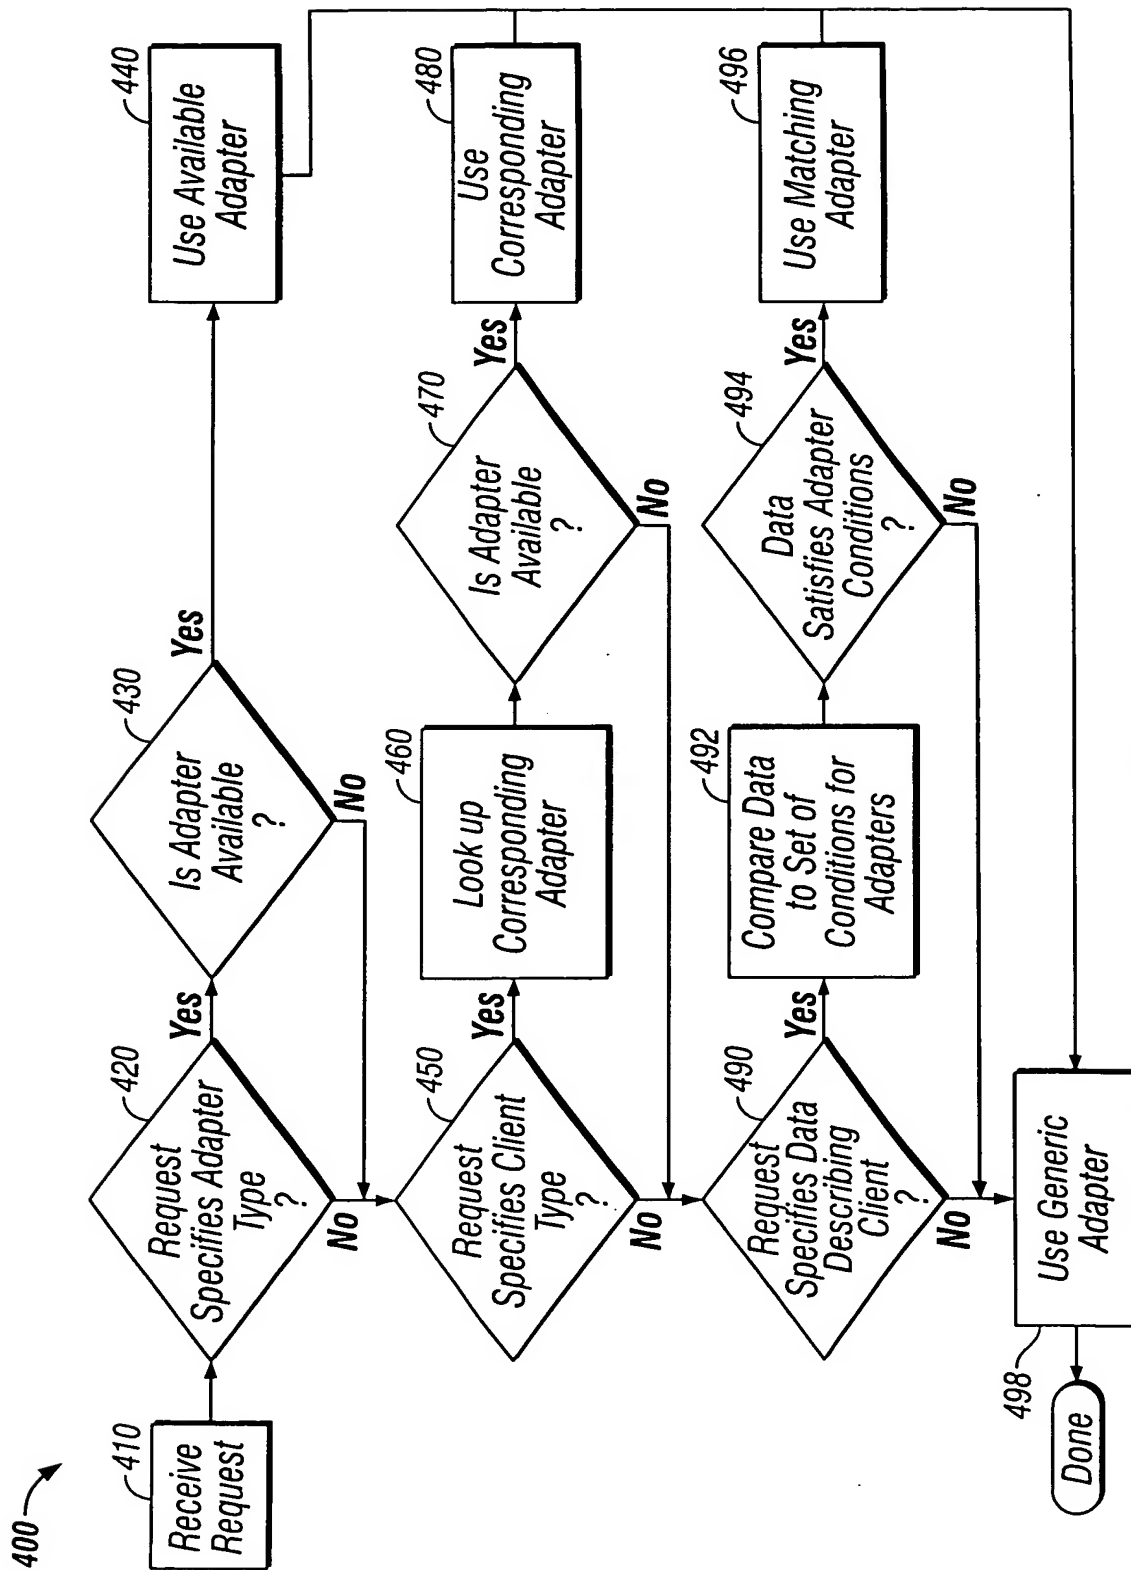 400
410
Receive
Request
420
Request
Specifies Adapter
Type
?
Yes
No
430
Is Adapter
Available
?
Yes
No
440
Use Available
Adapter
450
Request
Specifies Client
Type
?
Yes
No
460
Look up
Corresponding
Adapter
470
Is Adapter
Available
?
Yes
No
480
Use
Corresponding
Adapter
490
Request
Specifies Data
Describing
Client
?
Yes
No
492
Compare Data
to Set of
Conditions for
Adapters
494
Data
Satisfies Adapter
Conditions
?
Yes
No
496
Use Matching
Adapter
498
Use Generic
Adapter
Done